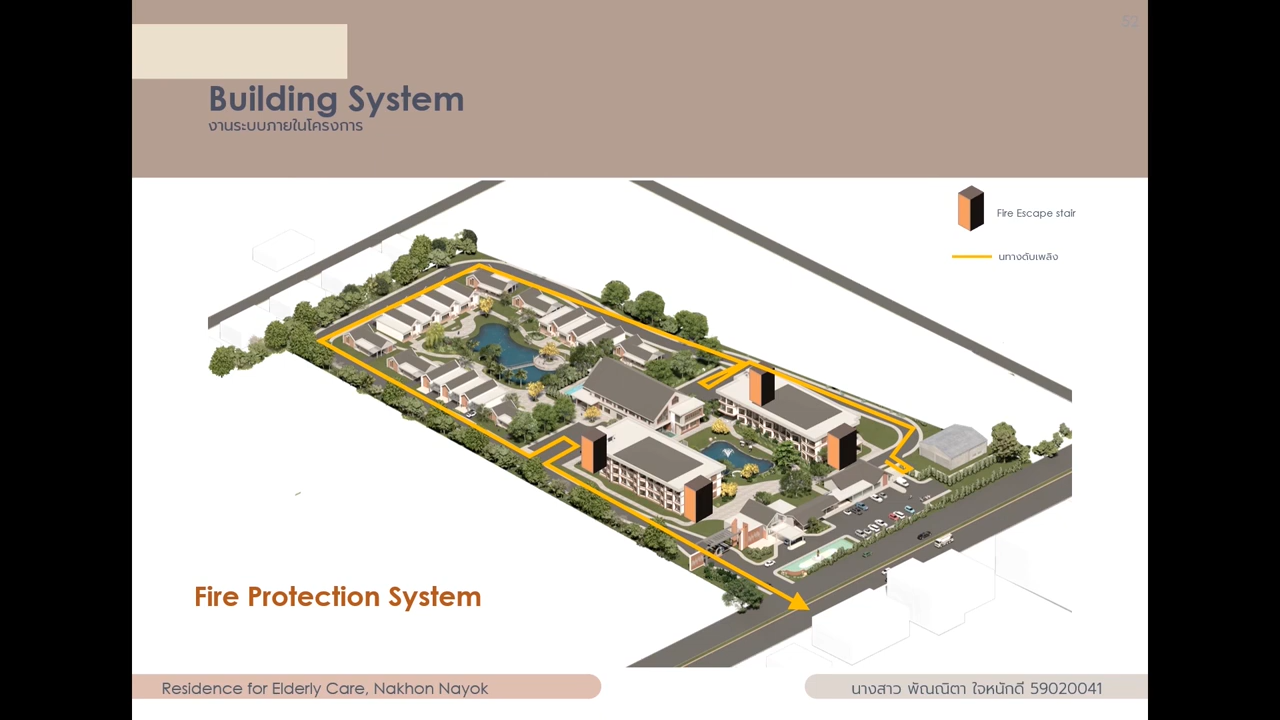 52
Building System
งานระบบภายในโครงการ
Fire Escape stair
นทางดับเพลิง
Fire Protection System
Residence for Elderly Care, Nakhon Nayok
นางสาว พัณณิตา ใจหนักดี 59020041